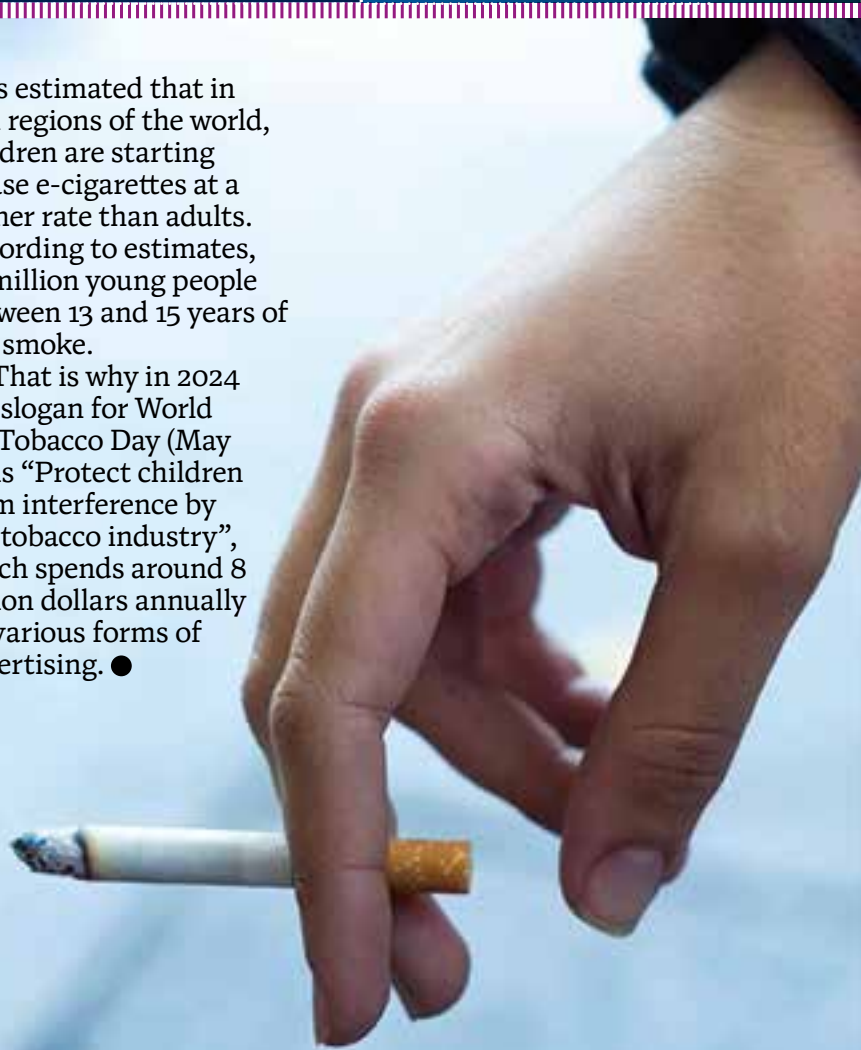 s estimated that in
regions of the world,
dren are starting
se e-cigarettes at a
her rate than adults.
ording to estimates,
million young people
ween 13 and 15 years of
smoke.
That is why in 2024
slogan for World
Tobacco Day (May
s “Protect children
m interference by
tobacco industry”,
ch spends around 8
on dollars annually
various forms of
ertising. ●